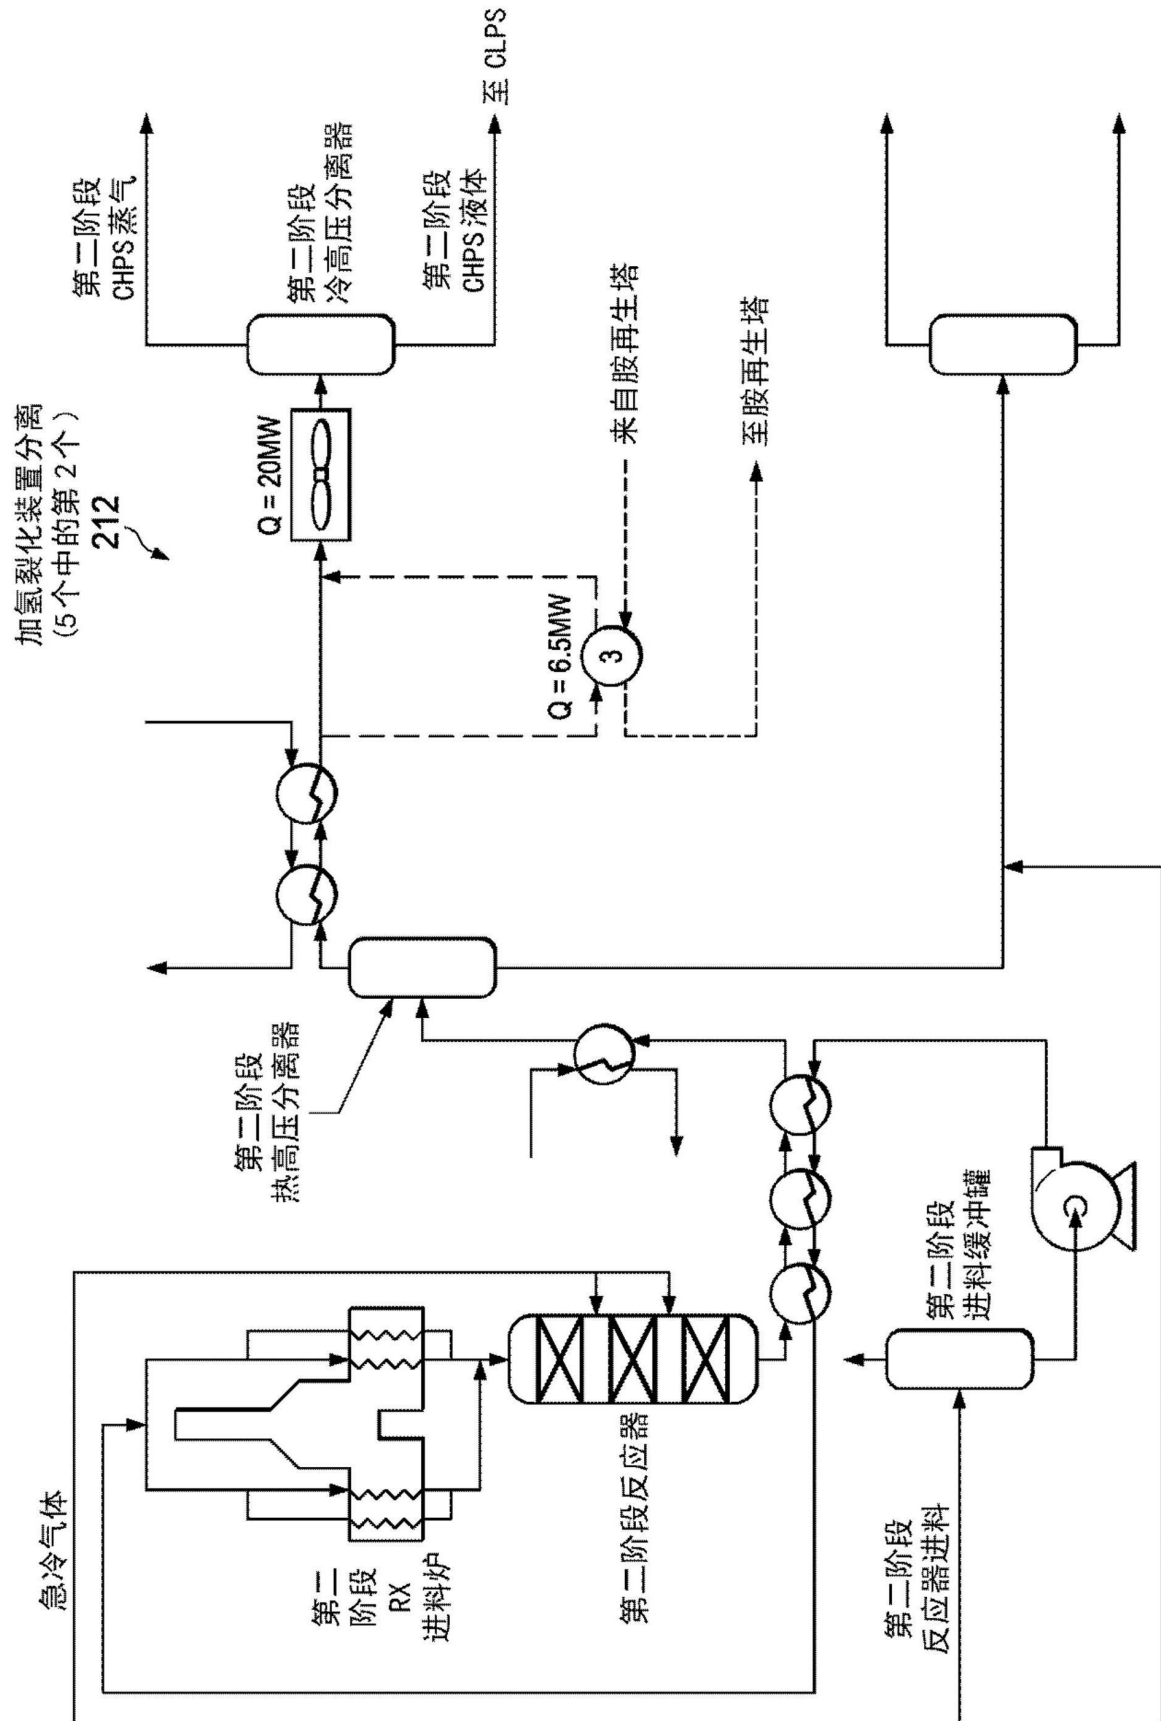 加氢裂化装置分离
(5个中的第2个)
212
急冷气体
第二
阶段
RX
进料炉
第二阶段反应器
第二阶段
反应器进料
第二阶段
进料缓冲罐
第二阶段
热高压分离器
Q = 6.5MW
3
来自胺再生塔
至胺再生塔
Q = 20MW
第二阶段
CHPS蒸气
第二阶段
冷高压分离器
第二阶段
CHPS液体
至 CLPS